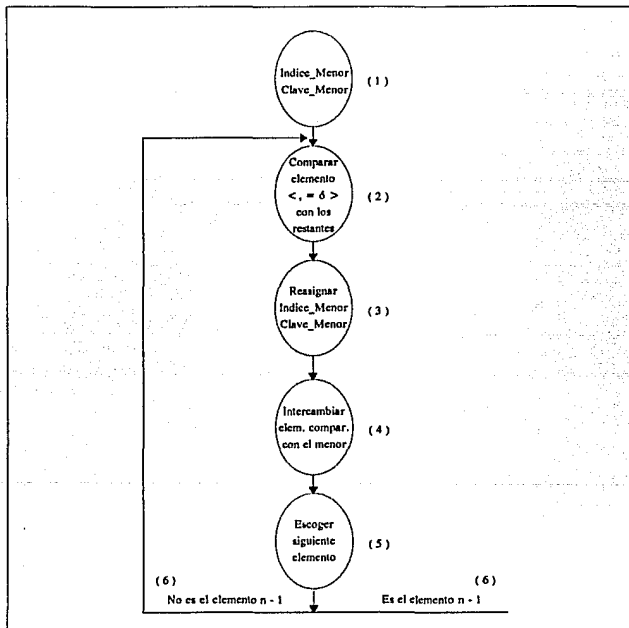 Indice_Menor
Clave_Menor
(1)
Comparar
elemento
<, = ó >
con los
restantes
(2)
Reasignar
Indice_Menor
Clave_Menor
(3)
Intercambiar
elem. compar.
con el menor
(4)
Escoger
siguiente
elemento
(5)
(6)
No es el elemento n - 1
(6)
Es el elemento n - 1